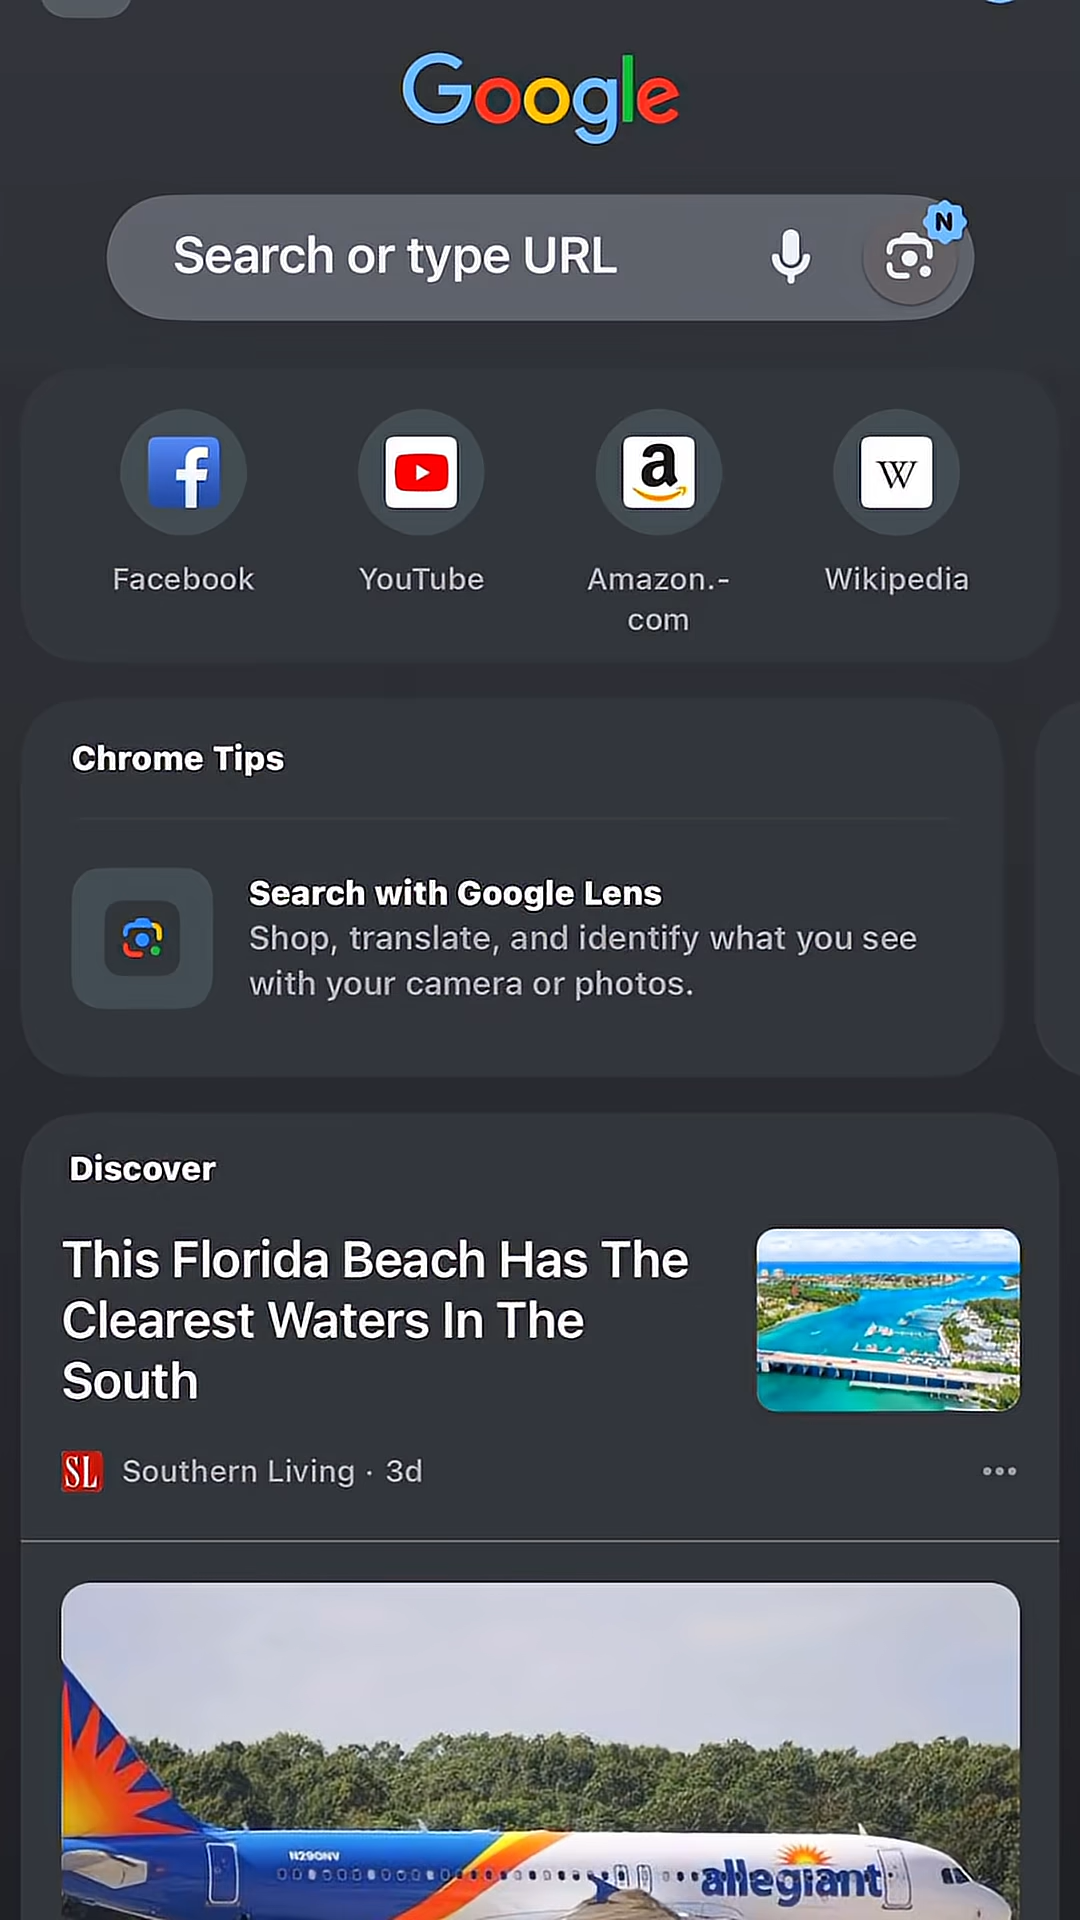 Google
Search or type URL
N
f
a
W
Facebook
YouTube
Amazon.-
com
Wikipedia
Chrome Tips
Search with Google Lens
Shop, translate, and identify what you see
with your camera or photos.
Discover
This Florida Beach Has The
Clearest Waters In The
South
SL Southern Living · 3d
N290NV
allegiant